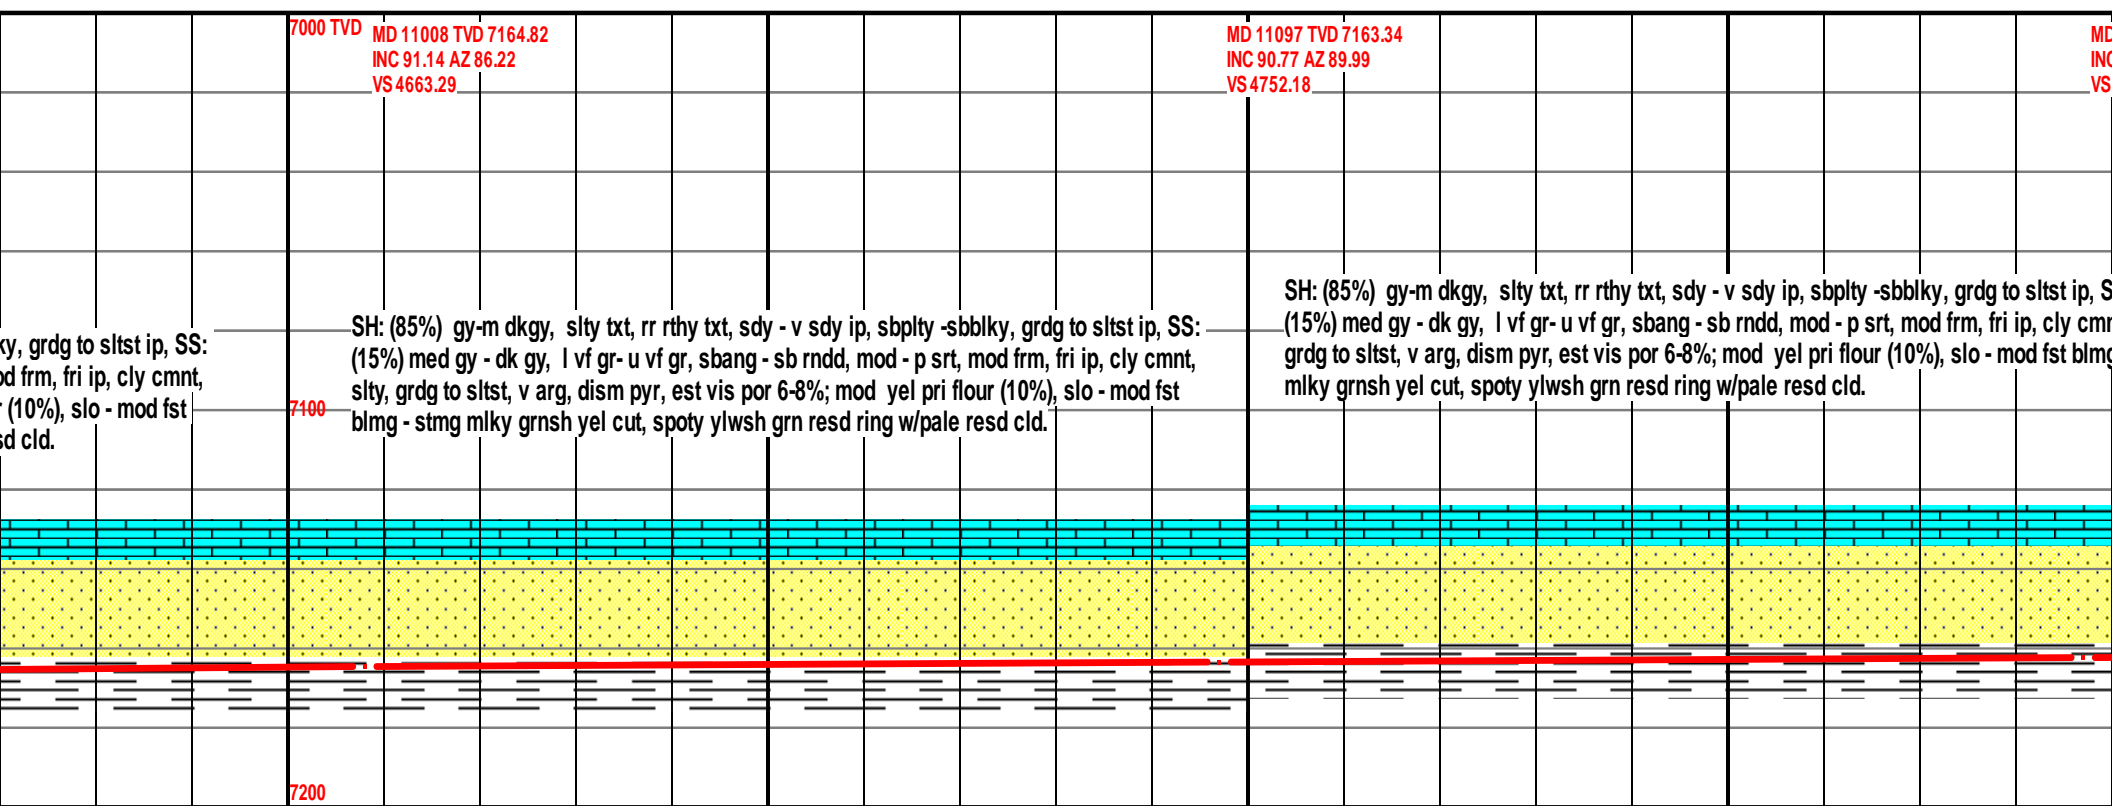 7000 TVD
MD 11008 TVD 7164.82
INC 91.14 AZ 86.22
VS 4663.29
MD 11097 TVD 7163.34
INC 90.77 AZ 89.99
VS 4752.18
MD
INC
VS
ky, grdg to sltst ip, SS:
od frm, fri ip, cly cmnt,
r (10%), slo - mod fst
sd cld.
SH: (85%) gy-m dkgy, slty txt, rr rthy txt, sdy - v sdy ip, sbplty -sbblky, grdg to sltst ip, SS:
(15%) med gy - dk gy, l vf gr- u vf gr, sbang - sb rndd, mod - p srt, mod frm, fri ip, cly cmnt,
slty, grdg to sltst, v arg, dism pyr, est vis por 6-8%; mod yel pri flour (10%), slo - mod fst
blmg - stmg mlky grnsh yel cut, spoty ylwsh grn resd ring w/pale resd cld.
SH: (85%) gy-m dkgy, slty txt, rr rthy txt, sdy - v sdy ip, sbplty -sbblky, grdg to sltst ip, S
(15%) med gy - dk gy, l vf gr- u vf gr, sbang - sb rndd, mod - p srt, mod frm, fri ip, cly cmn
grdg to sltst, v arg, dism pyr, est vis por 6-8%; mod yel pri flour (10%), slo - mod fst blmg
mlky grnsh yel cut, spoty ylwsh grn resd ring w/pale resd cld.
7100
7200